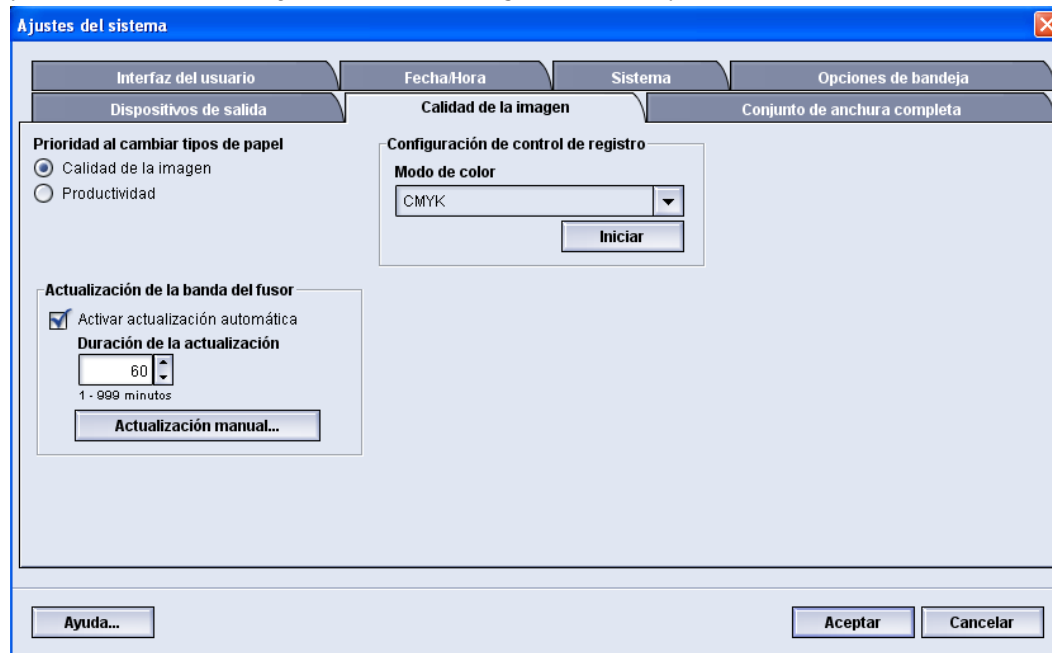 Ajustes del sistema
Interfaz del usuario
Fecha/Hora
Sistema
Opciones de bandeja
Dispositivos de salida
Calidad de la imagen
Conjunto de anchura completa
Prioridad al cambiar tipos de papel
Calidad de la imagen
Productividad
Configuración de control de registro
Modo de color
CMYK
Iniciar
Actualización de la banda del fusor
Activar actualización automática
Duración de la actualización
60
1 - 999 minutos
Actualización manual...
Ayuda...
Aceptar
Cancelar